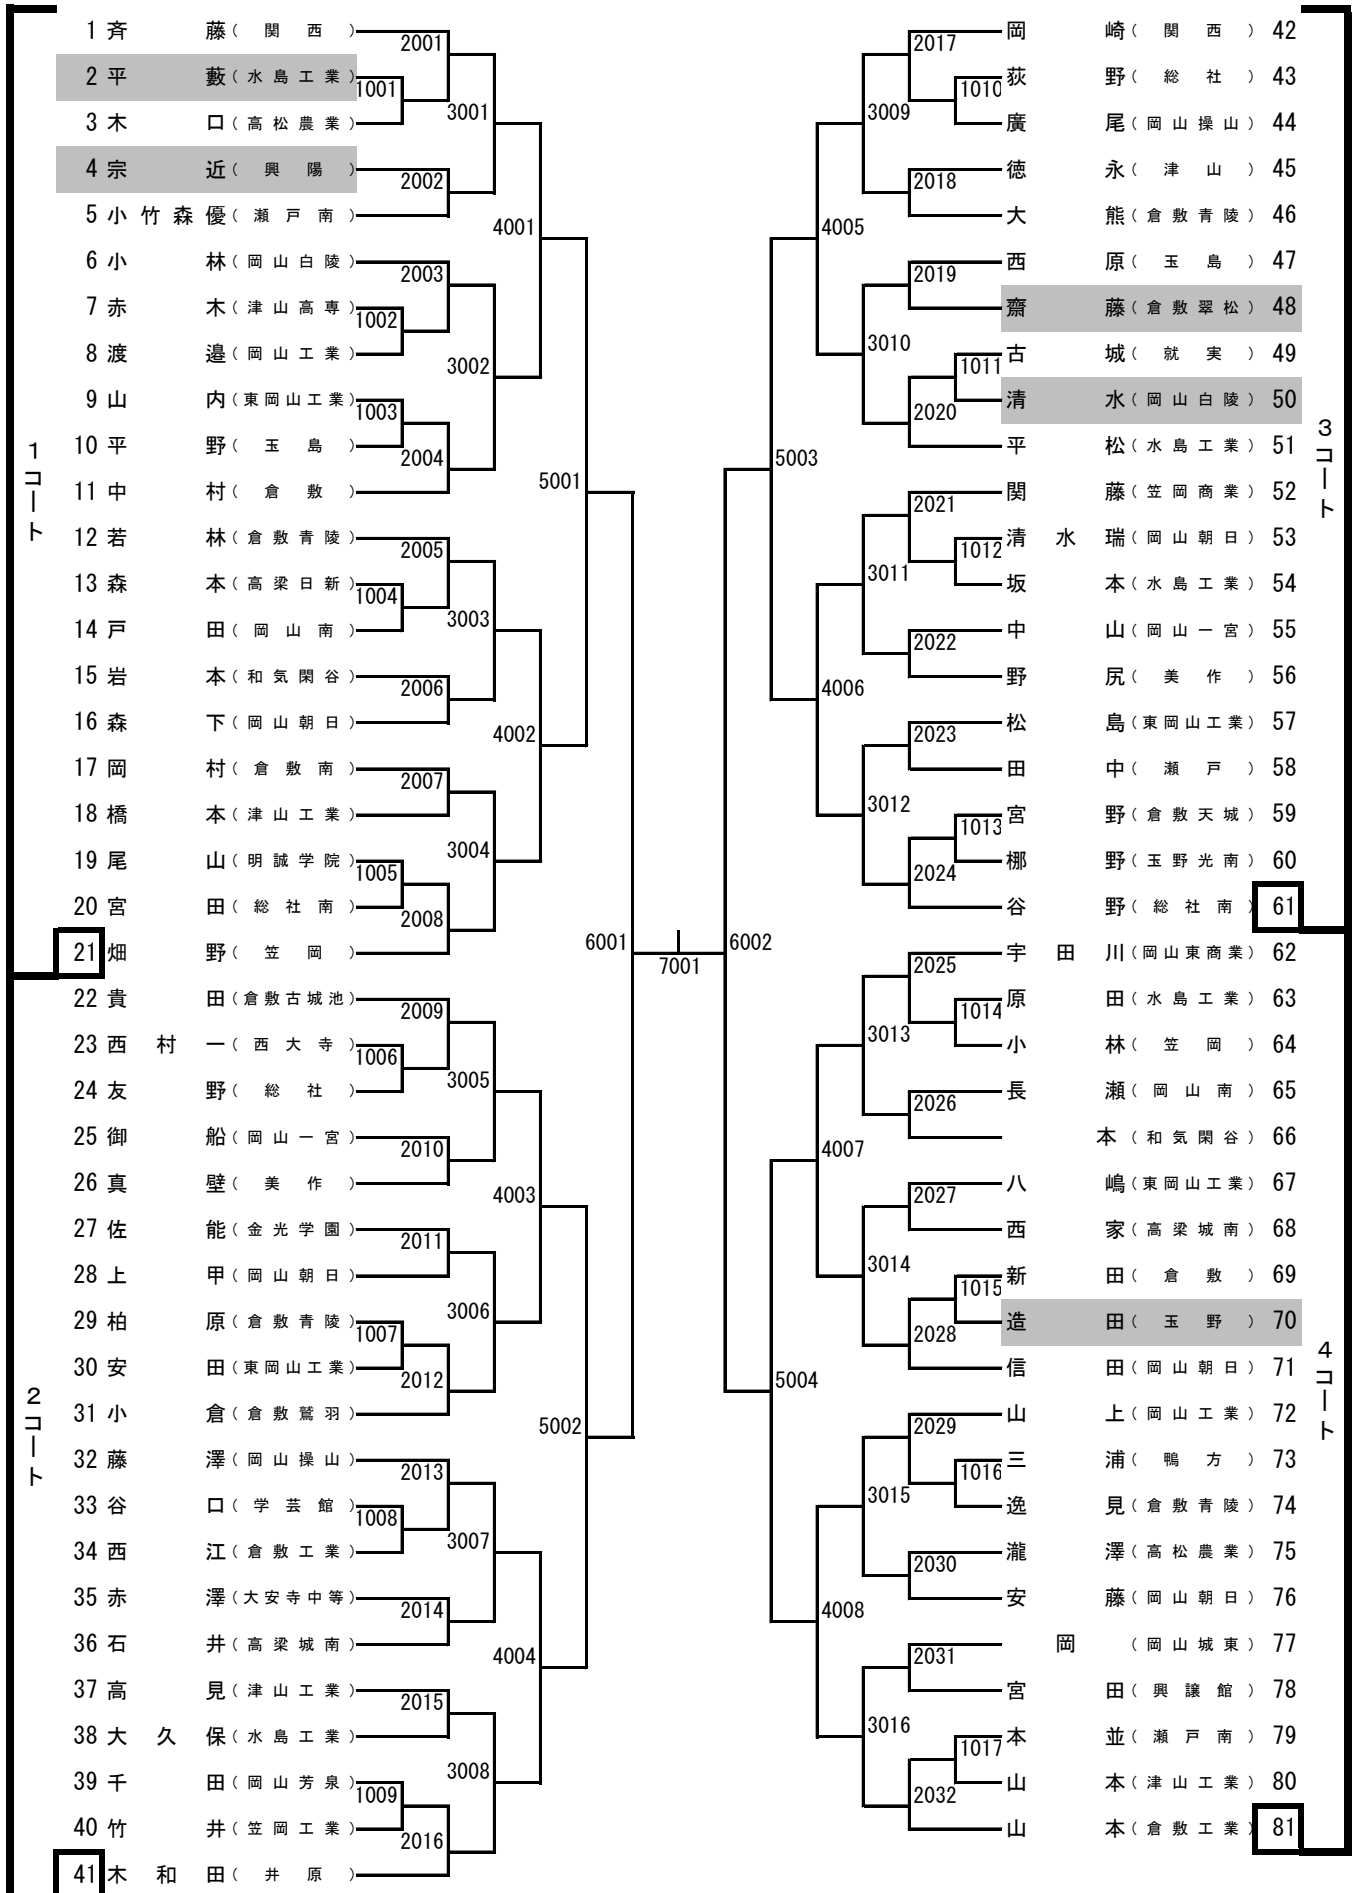 1 斉藤(関西)
2 平藪(水島工業)
3 木口(高松農業)
4 宗近(興陽)
5 小竹森優(瀬戸南)
6 小林(岡山白陵)
7 赤木(津山高専)
8 渡邉(岡山工業)
9 山内(東岡山工業)
10 平野(玉島)
11 中村(倉敷)
12 若林(倉敷青陵)
13 森本(高梁日新)
14 戸田(岡山南)
15 岩本(和気閑谷)
16 森下(岡山朝日)
17 岡村(倉敷南)
18 橋本(津山工業)
19 尾山(明誠学院)
20 宮田(総社南)
21 畑野(笠岡)
1コート
22 貴田(倉敷古城池)
23 西村一(西大寺)
24 友野(総社)
25 御船(岡山一宮)
26 真壁(美作)
27 佐能(金光学園)
28 上甲(岡山朝日)
29 柏原(倉敷青陵)
30 安田(東岡山工業)
31 小倉(倉敷鷲羽)
32 藤澤(岡山操山)
33 谷口(学芸館)
34 西江(倉敷工業)
35 赤澤(大安寺中等)
36 石井(高梁城南)
37 高見(津山工業)
38 大久保(水島工業)
39 千田(岡山芳泉)
40 竹井(笠岡工業)
41 木和田(井原)
2コート
1001
1002
1003
1004
1005
1006
1007
1008
1009
2001
2002
2003
2004
2005
2006
2007
2008
2009
2010
2011
2012
2013
2014
2015
2016
3001
3002
3003
3004
3005
3006
3007
3008
4001
4002
4003
4004
5001
5002
6001
7001
6002
5003
5004
4005
4006
4007
4008
3009
3010
3011
3012
3013
3014
3015
3016
2017
2018
2019
2020
2021
2022
2023
2024
2025
2026
2027
2028
2029
2030
2031
2032
1010
1011
1012
1013
1014
1015
1016
1017
岡崎(関西) 42
荻野(総社) 43
廣尾(岡山操山) 44
徳永(津山) 45
大熊(倉敷青陵) 46
西原(玉島) 47
齋藤(倉敷翠松) 48
古城(就実) 49
清水(岡山白陵) 50
平松(水島工業) 51
関藤(笠岡商業) 52
清水瑞(岡山朝日) 53
坂本(水島工業) 54
中山(岡山一宮) 55
野尻(美作) 56
松島(東岡山工業) 57
田中(瀬戸) 58
宮野(倉敷天城) 59
梛野(玉野光南) 60
谷野(総社南) 61
3コート
宇田川(岡山東商業) 62
原田(水島工業) 63
小林(笠岡) 64
長瀬(岡山南) 65
本(和気閑谷) 66
八嶋(東岡山工業) 67
西家(高梁城南) 68
新田(倉敷) 69
造田(玉野) 70
信田(岡山朝日) 71
山上(岡山工業) 72
三浦(鴨方) 73
逸見(倉敷青陵) 74
瀧澤(高松農業) 75
安藤(岡山朝日) 76
岡(岡山城東) 77
宮田(興譲館) 78
本並(瀬戸南) 79
山本(津山工業) 80
山本(倉敷工業) 81
4コート